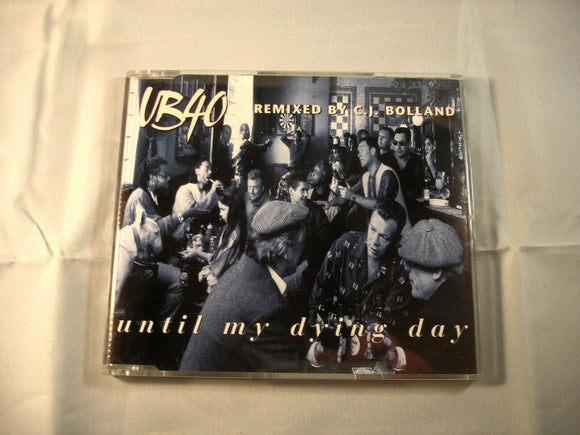 UB40
REMIXED BY C.J. BOLLAND
until my dying day